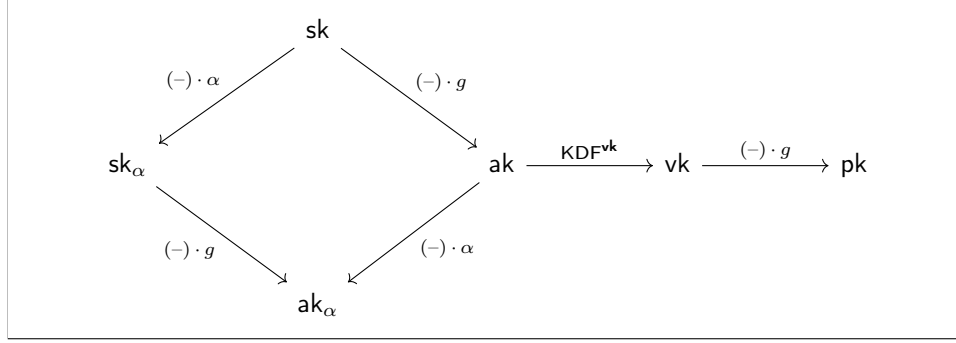 sk
(–) · α (–) · g
sk_α ak KDF^vk vk (–) · g pk
(–) · g (–) · α
ak_α